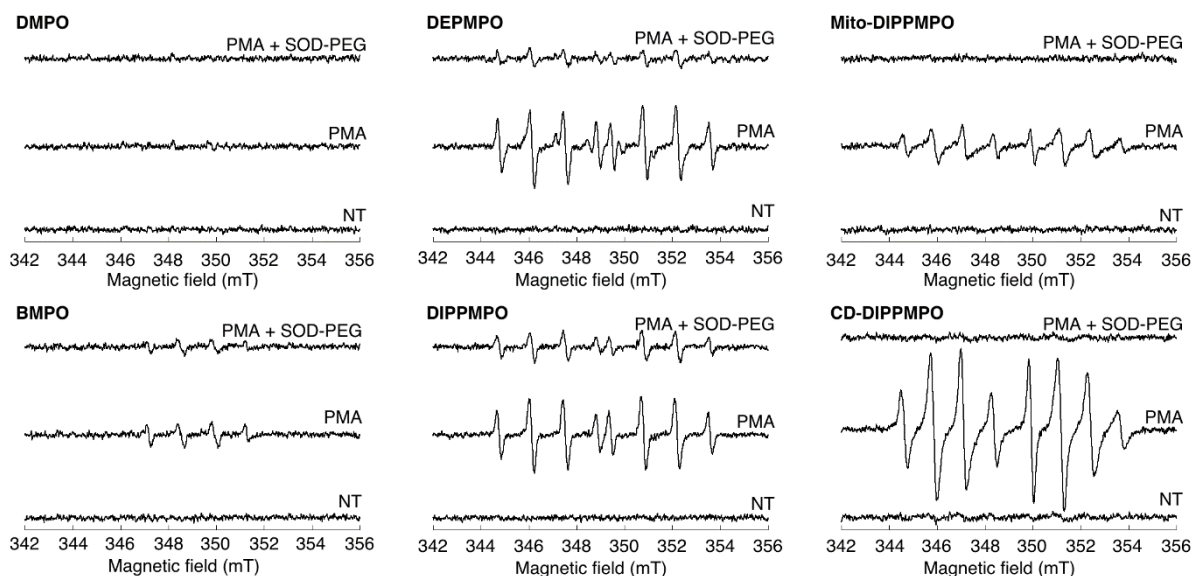 DMPO
PMA + SOD-PEG
PMA
NT
342 344 346 348 350 352 354 356
Magnetic field (mT)
DEPMPO
PMA + SOD-PEG
PMA
NT
342 344 346 348 350 352 354 356
Magnetic field (mT)
Mito-DIPPMPO
PMA + SOD-PEG
PMA
NT
342 344 346 348 350 352 354 356
Magnetic field (mT)
BMPO
PMA + SOD-PEG
PMA
NT
342 344 346 348 350 352 354 356
Magnetic field (mT)
DIPPMPO
PMA + SOD-PEG
PMA
NT
342 344 346 348 350 352 354 356
Magnetic field (mT)
CD-DIPPMPO
PMA + SOD-PEG
PMA
NT
342 344 346 348 350 352 354 356
Magnetic field (mT)